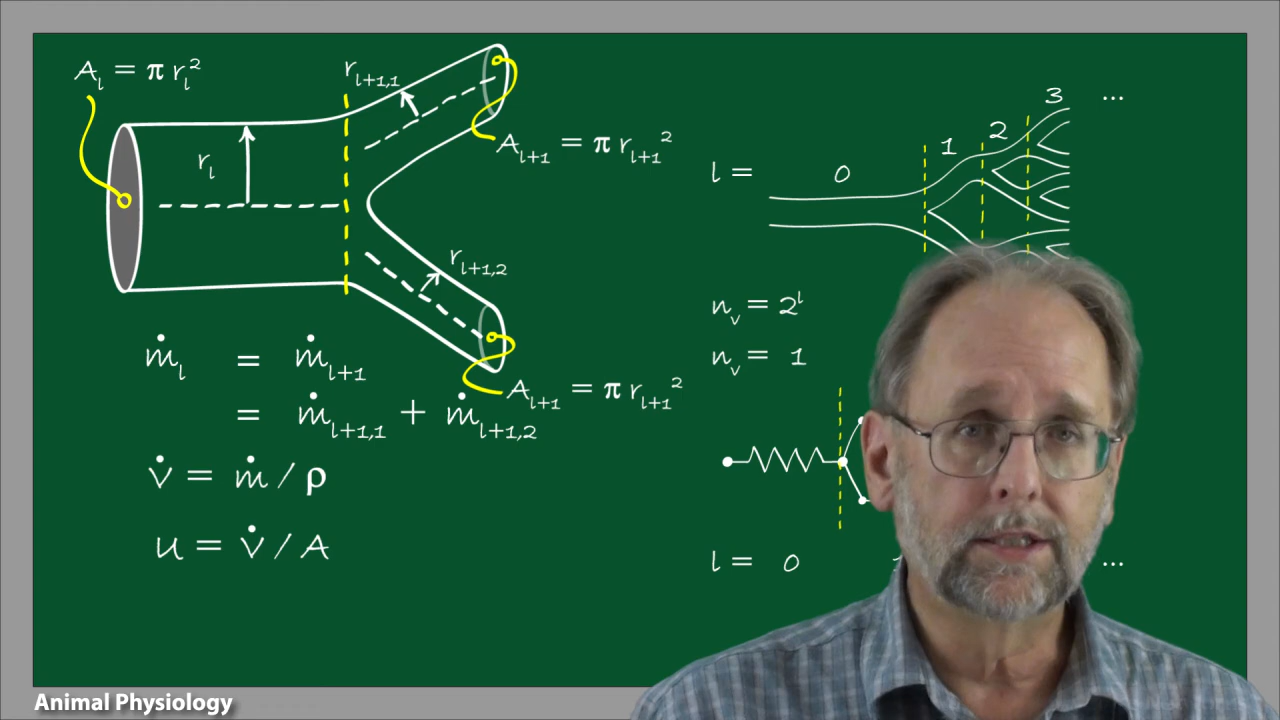 A_l = π r_l²
r_l
r_{l+1,1}
A_{l+1} = π r_{l+1}²
r_{l+1,2}
A_{l+1} = π r_{l+1}²
ṁ_l = ṁ_{l+1}
= ṁ_{l+1,1} + ṁ_{l+1,2}
V̇ = ṁ / ρ
u = V̇ / A
l = 0 1 2 3 ...
n_v = 2^l
n_v = 1
l = 0 ...
Animal Physiology